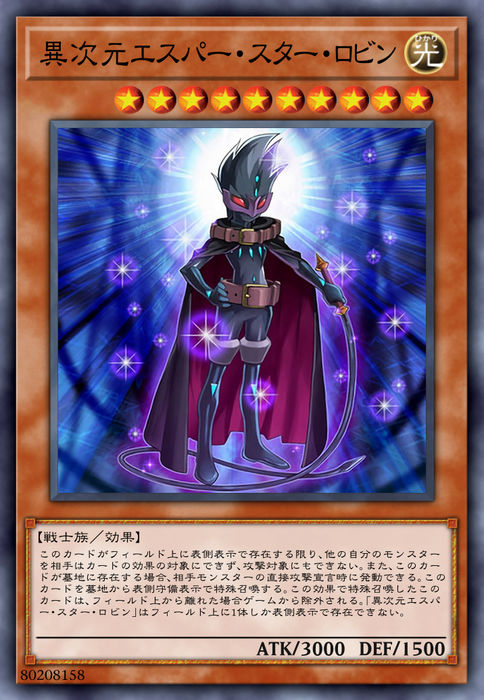 異次元エスパー・スター・ロビン
光
ひかり
【戦士族／効果】
このカードがフィールド上に表側表示で存在する限り、他の自分のモンスター
を相手はカードの効果の対象にできず、攻撃対象にもできない。また、このカード
が墓地に存在する場合、相手モンスターの直接攻撃宣言時に発動できる。この
カードを墓地から表側守備表示で特殊召喚する。この効果で特殊召喚したこの
カードは、フィールド上から離れた場合ゲームから除外される。「異次元エスパー
・スター・ロビン」はフィールド上に1体しか表側表示で存在できない。
ATK/3000 DEF/1500
80208158